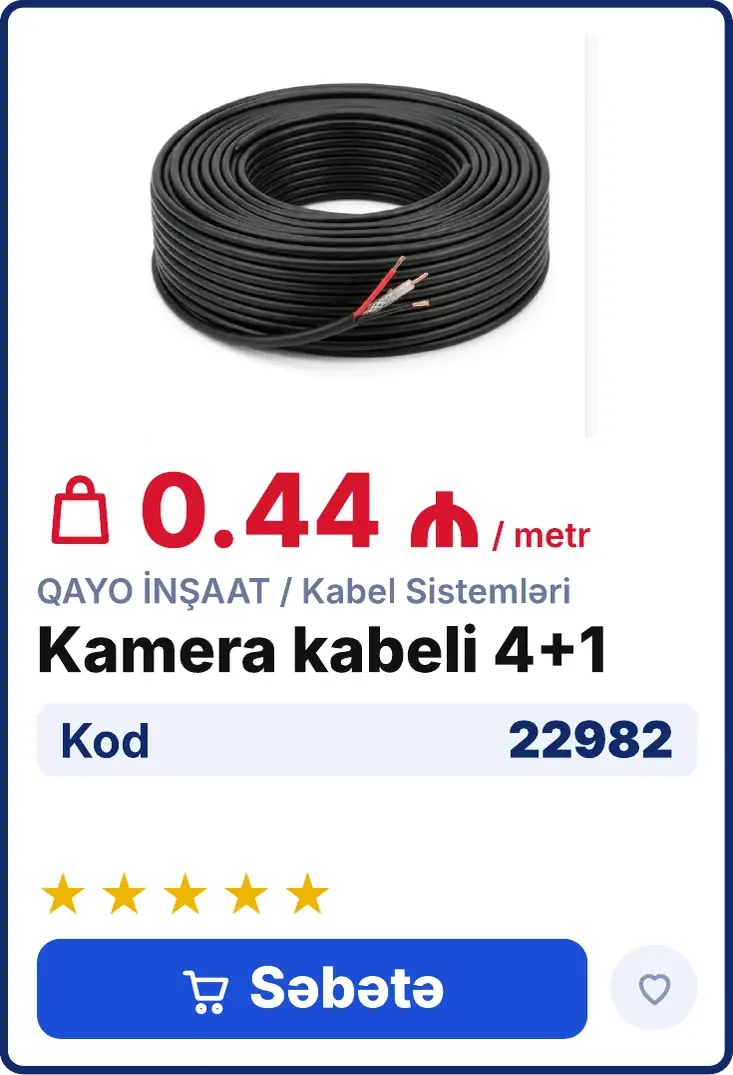 0.44 ₼ / metr
QAYO İNŞAAT / Kabel Sistemləri
Kamera kabeli 4+1
Kod 22982
Səbətə